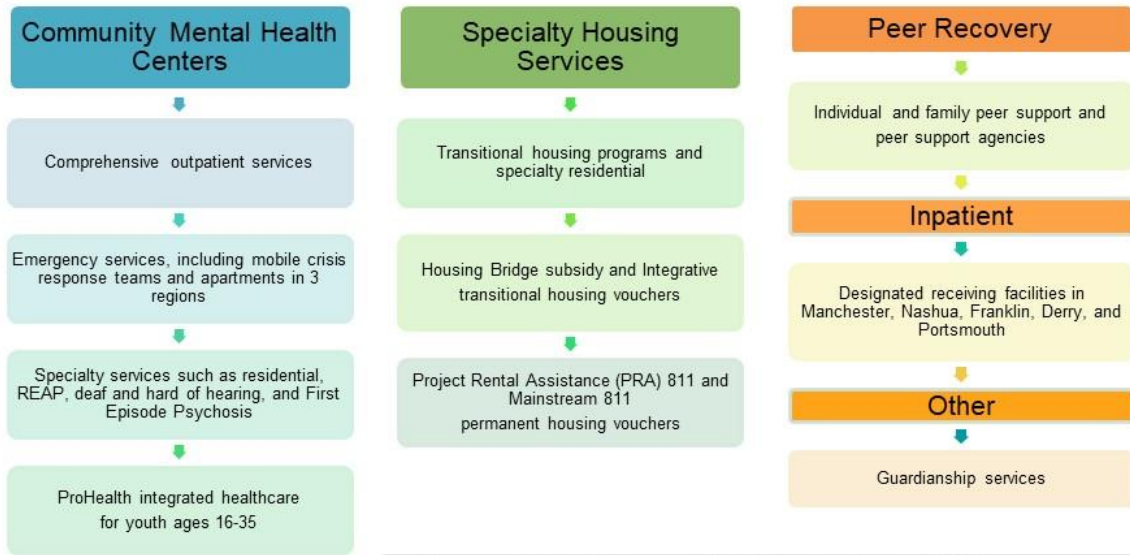 Community Mental Health
Centers
Comprehensive outpatient services
Emergency services, including mobile crisis
response teams and apartments in 3
regions
Specialty services such as residential,
REAP, deaf and hard of hearing, and First
Episode Psychosis
ProHealth integrated healthcare
for youth ages 16-35
Specialty Housing
Services
Transitional housing programs and
specialty residential
Housing Bridge subsidy and Integrative
transitional housing vouchers
Project Rental Assistance (PRA) 811 and
Mainstream 811
permanent housing vouchers
Peer Recovery
Individual and family peer support and
peer support agencies
Inpatient
Designated receiving facilities in
Manchester, Nashua, Franklin, Derry, and
Portsmouth
Other
Guardianship services